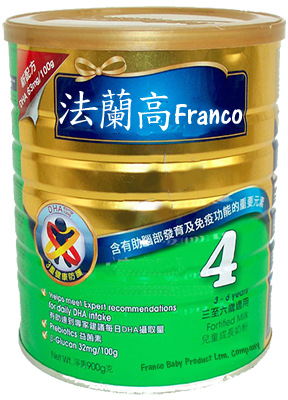 新配方
DHA 63mg/100g
法蘭高Franco
含有助腦部發育及免疫功能的重要元素
DHA
4
3 - 6 years
三至六歲適用
Fortified Milk
兒童成長奶粉
Helps meet Expert recommendations
for daily DHA intake
有助達到專家建議每日DHA攝取量
Prebiotics 益菌素
β-Glucan 32mg/100g
Net Wt. 淨重900g克
Franco Baby Product Ltd. Company